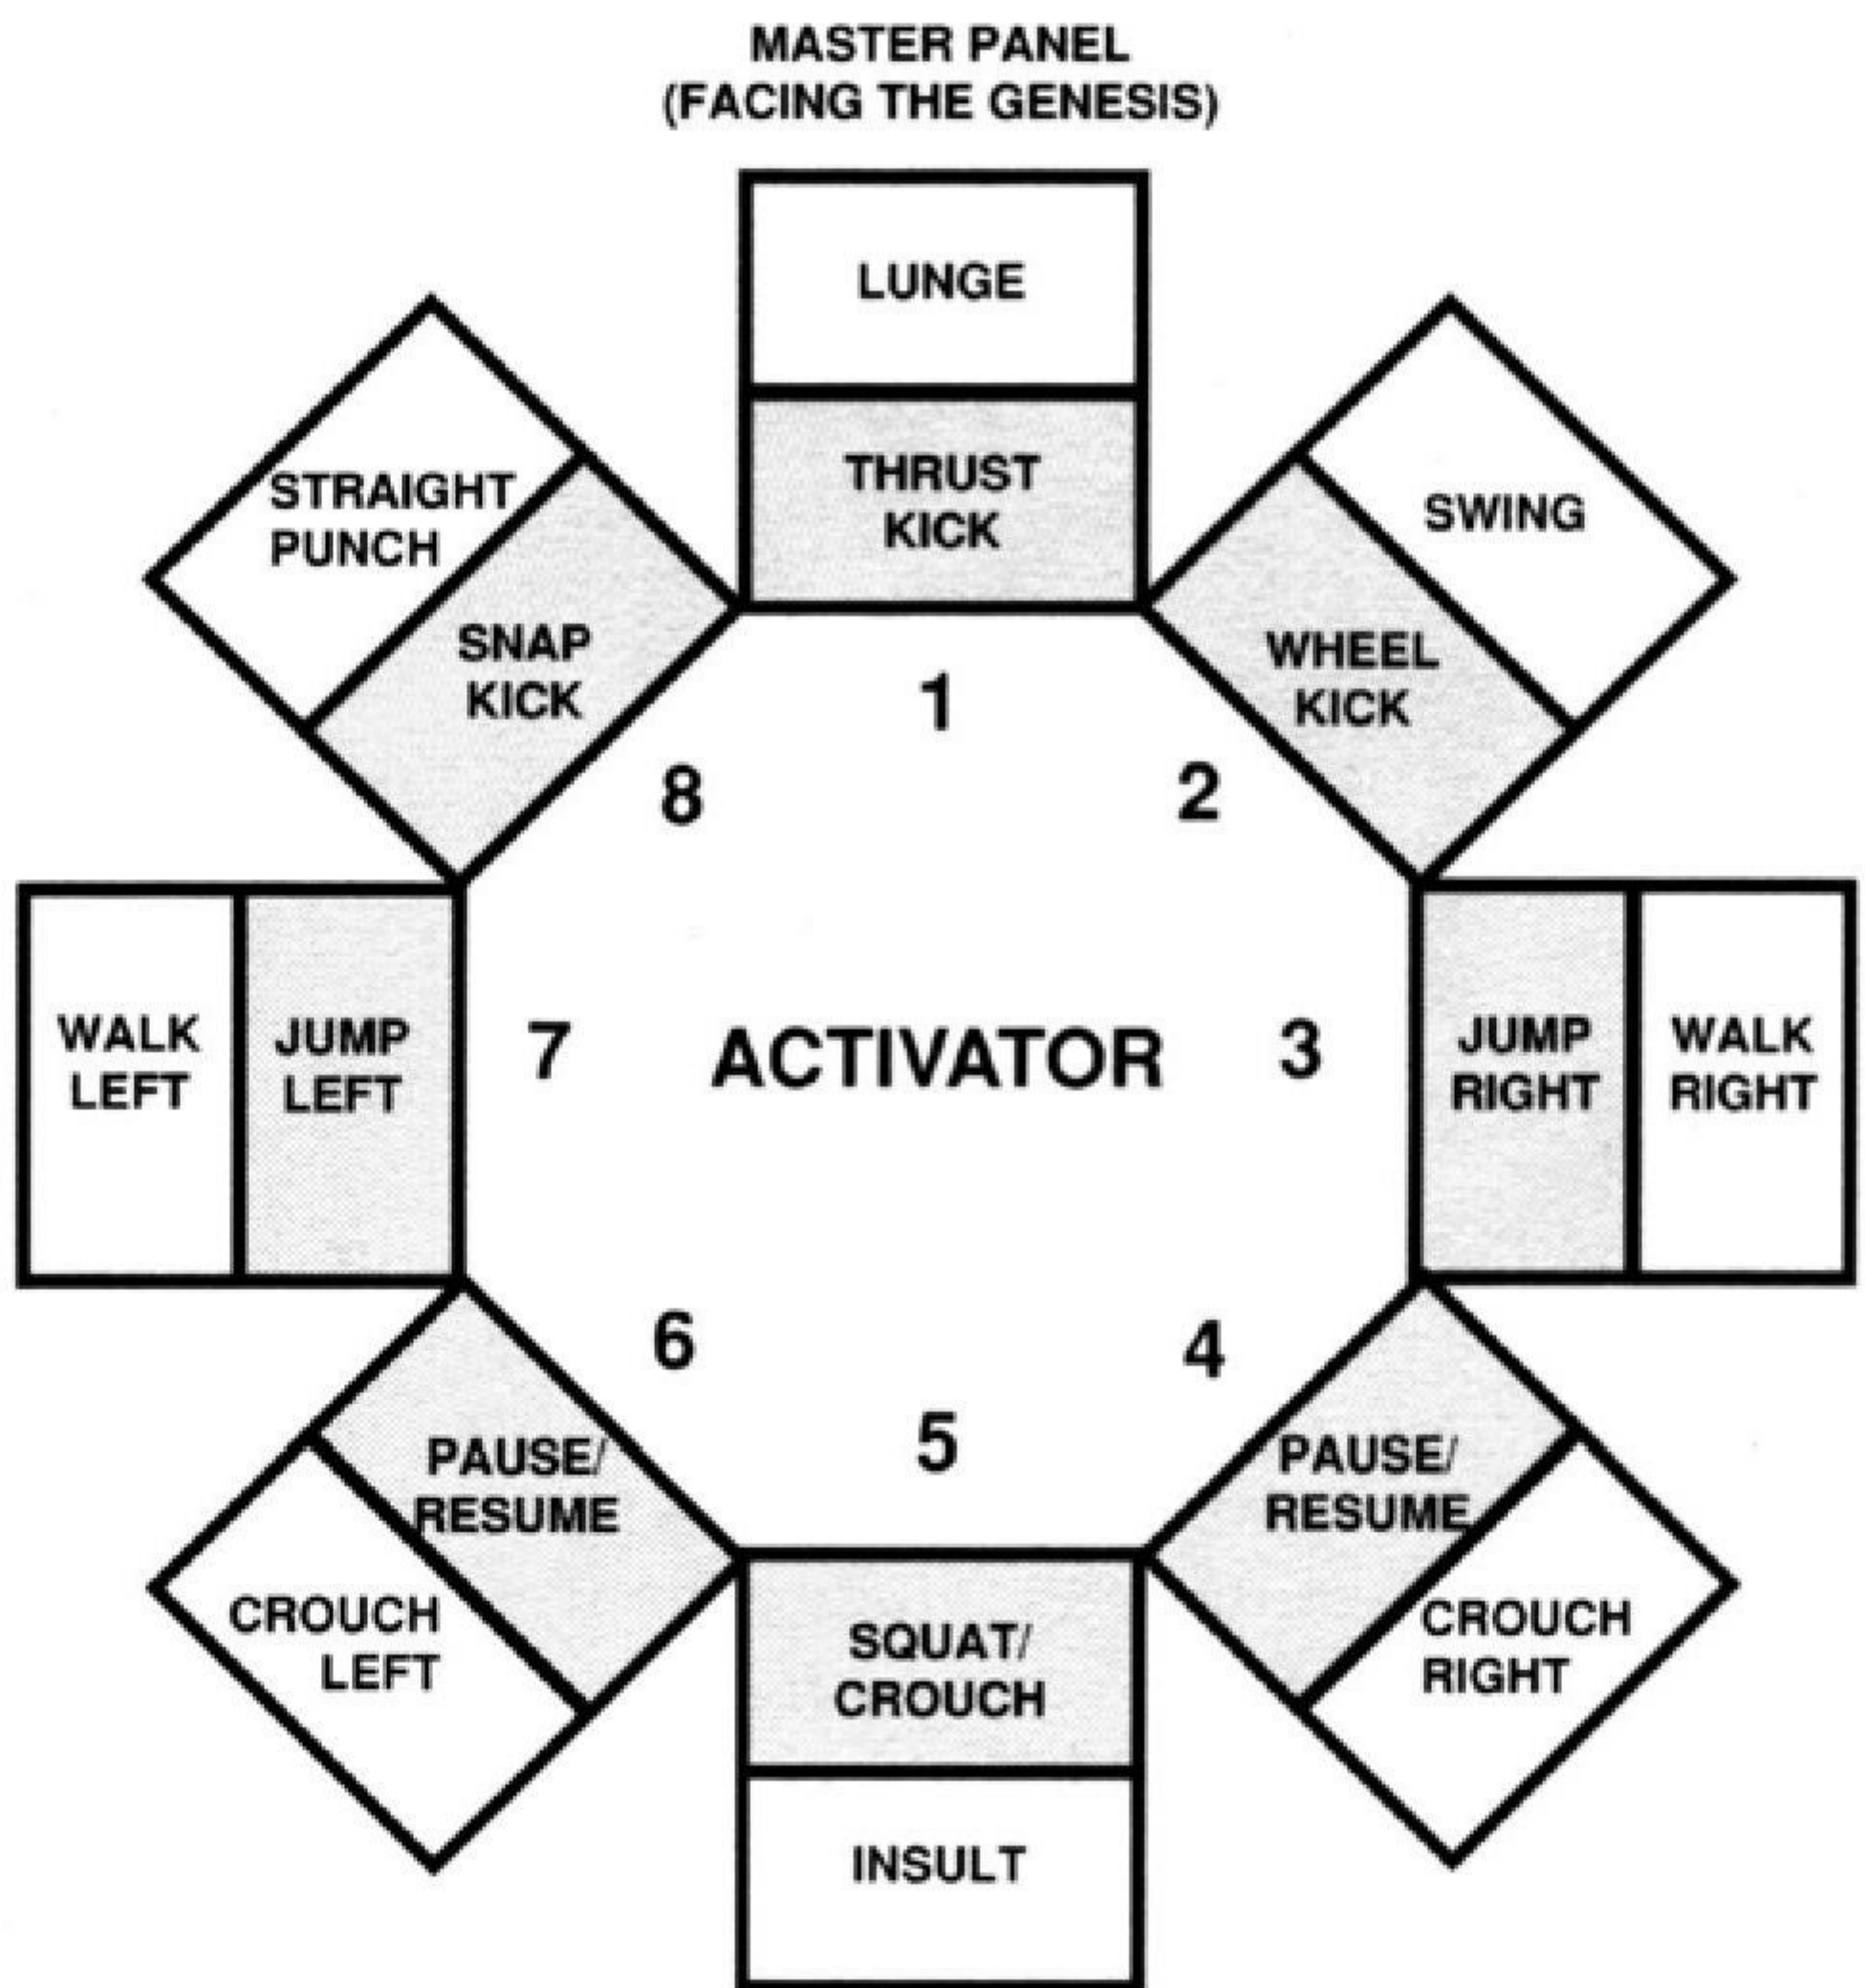 MASTER PANEL
(FACING THE GENESIS)
LUNGE
THRUST
KICK
STRAIGHT
PUNCH
SNAP
KICK
SWING
WHEEL
KICK
1
8
2
WALK
LEFT
JUMP
LEFT
7
ACTIVATOR
3
JUMP
RIGHT
WALK
RIGHT
6
4
5
PAUSE/
RESUME
CROUCH
LEFT
PAUSE/
RESUME
CROUCH
RIGHT
SQUAT/
CROUCH
INSULT